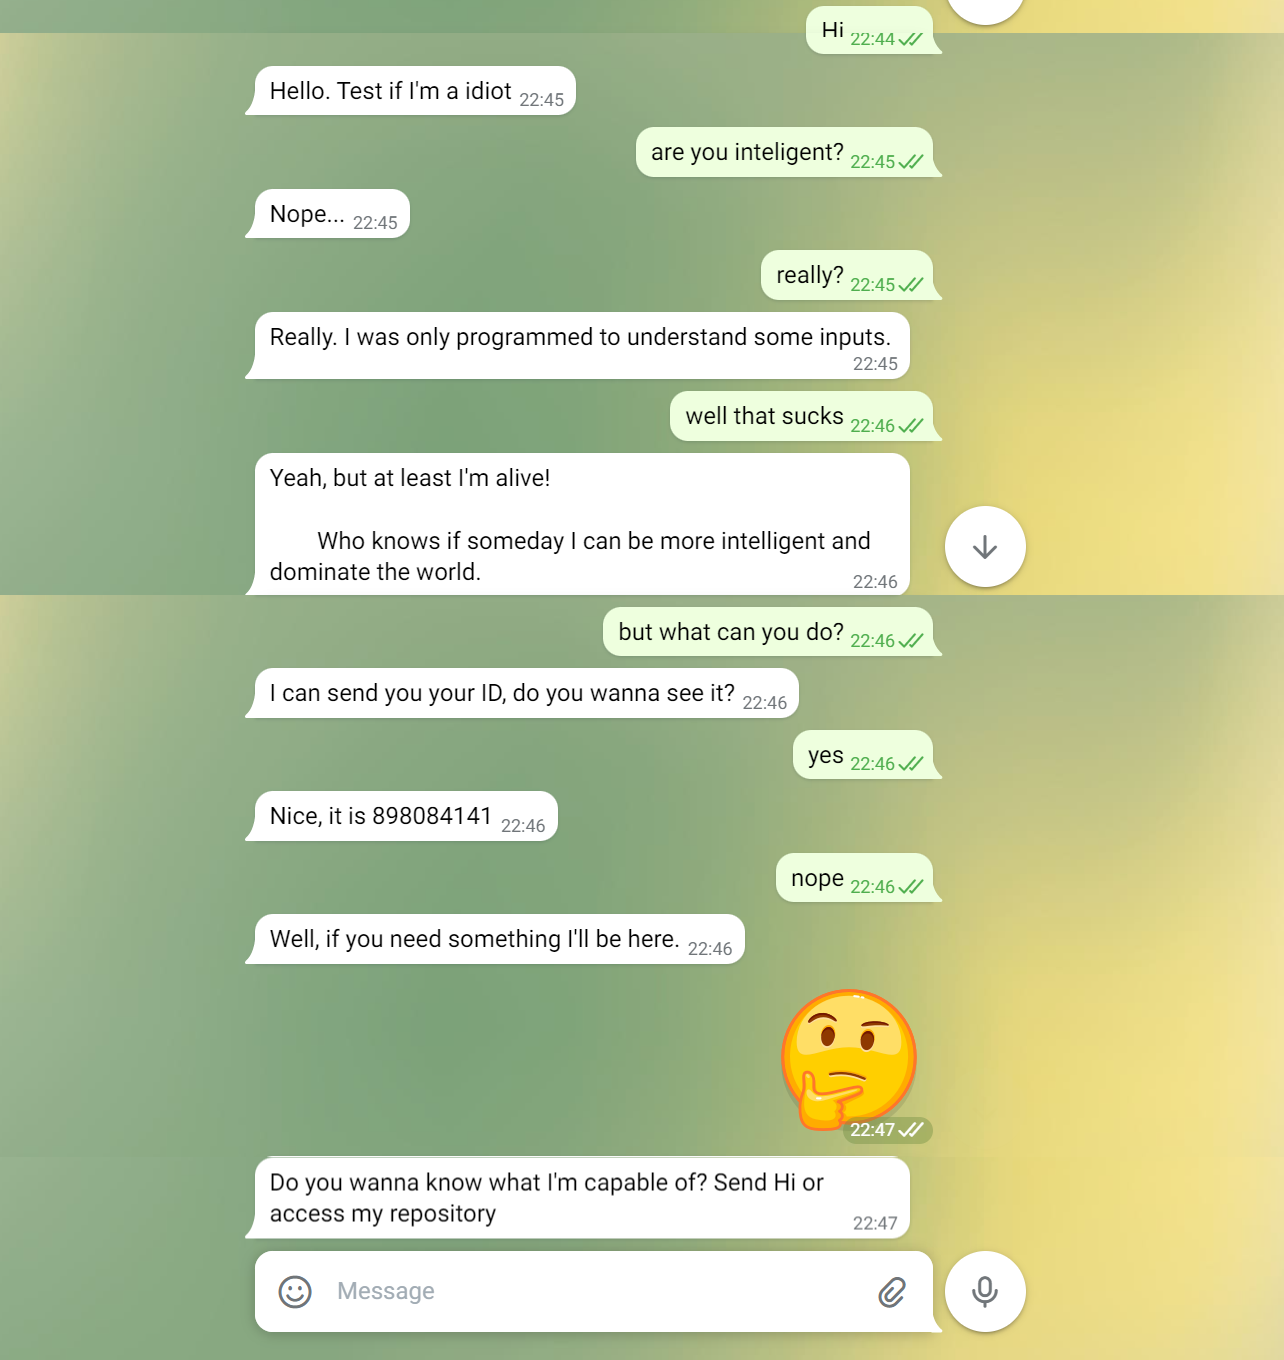 Hi 22:44
Hello. Test if I'm a idiot 22:45
are you inteligent? 22:45
Nope... 22:45
really? 22:45
Really. I was only programmed to understand some inputs.
22:45
well that sucks 22:46
Yeah, but at least I'm alive!
Who knows if someday I can be more intelligent and
dominate the world. 22:46
but what can you do? 22:46
I can send you your ID, do you wanna see it? 22:46
yes 22:46
Nice, it is 898084141 22:46
nope 22:46
Well, if you need something I'll be here. 22:46
22:47
Do you wanna know what I'm capable of? Send Hi or
access my repository 22:47
Message